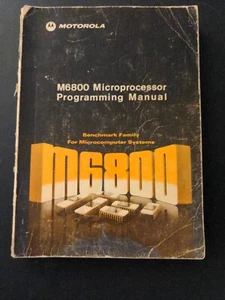 MOTOROLA
M6800 Microprocessor
Programming Manual
Benchmark Family
For Microcomputer Systems
M6800